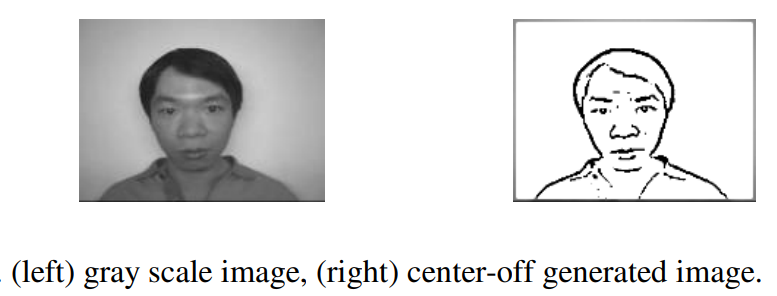 . (left) gray scale image, (right) center-off generated image.